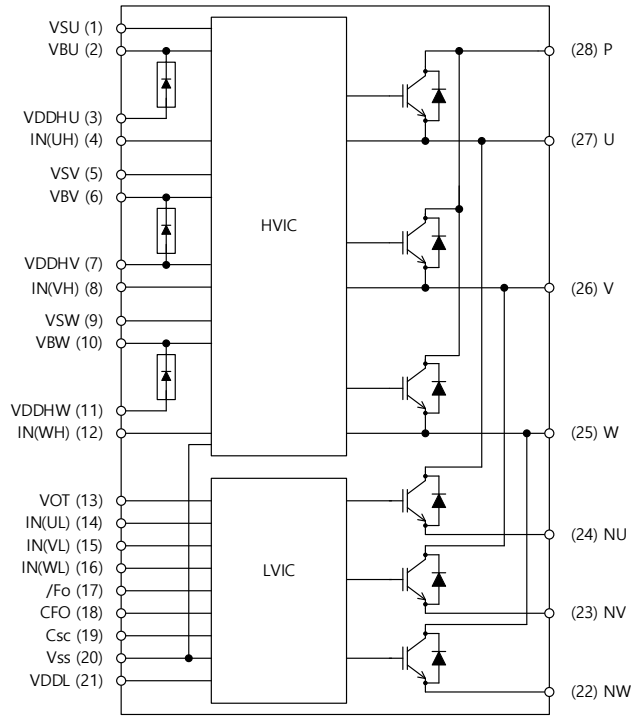 VSU (1)
VBU (2)
VDDHU (3)
IN(UH) (4)
VSV (5)
VBV (6)
VDDHV (7)
IN(VH) (8)
VSW (9)
VBW (10)
VDDHW (11)
IN(WH) (12)
VOT (13)
IN(UL) (14)
IN(VL) (15)
IN(WL) (16)
/Fo (17)
CFO (18)
Csc (19)
Vss (20)
VDDL (21)
HVIC
LVIC
(28) P
(27) U
(26) V
(25) W
(24) NU
(23) NV
(22) NW